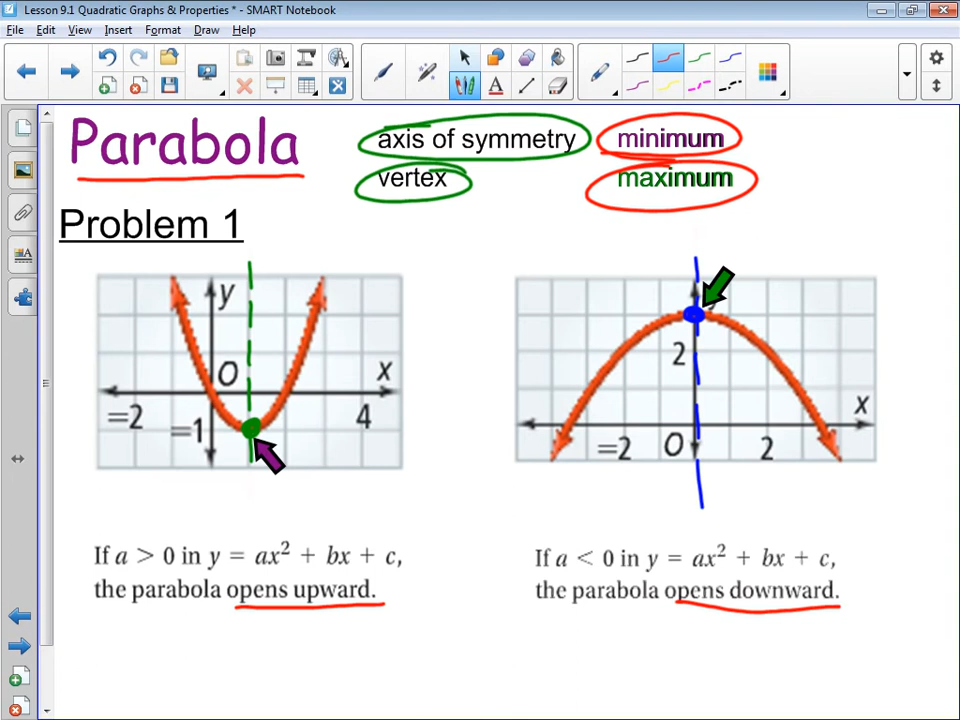 Lesson 9.1 Quadratic Graphs & Properties * - SMART Notebook
File Edit View Insert Format Draw Help
Parabola
axis of symmetry minimum
vertex maximum
Problem 1
y
O x
=2 4
=1
y
2
x
=2 O 2
If a > 0 in y = ax² + bx + c,
the parabola opens upward.
If a < 0 in y = ax² + bx + c,
the parabola opens downward.